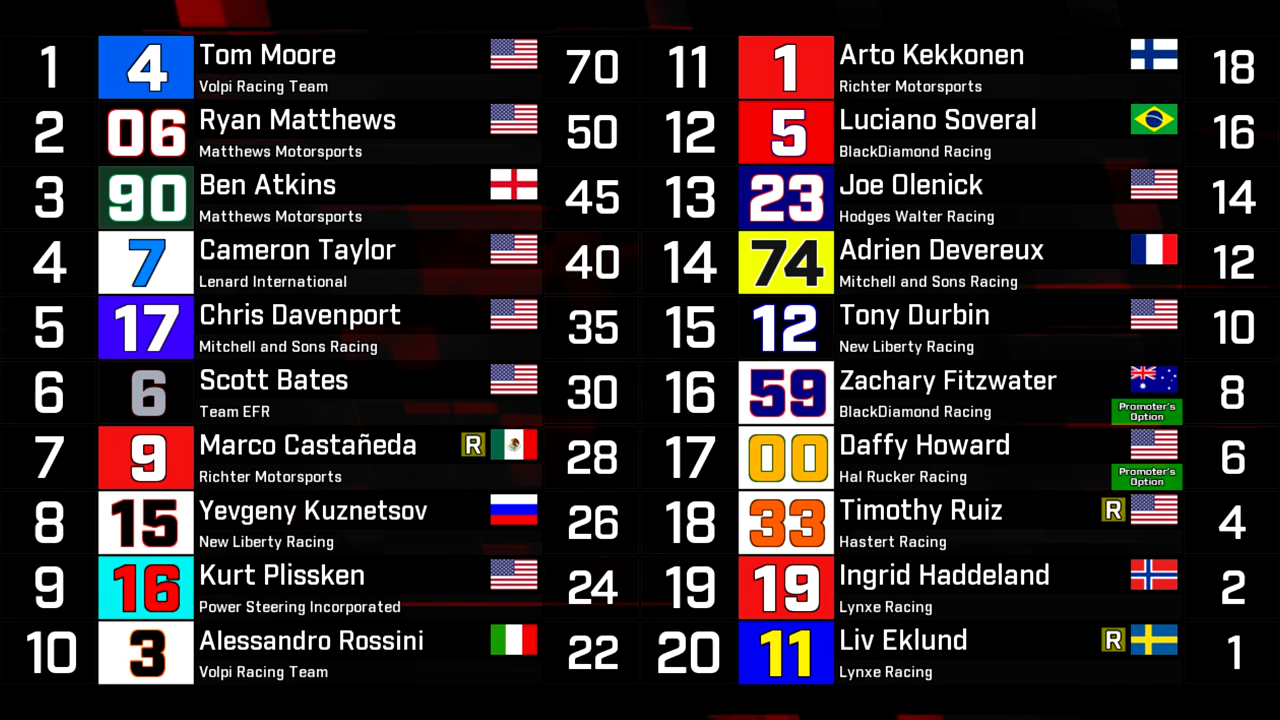 1 4 Tom Moore 70
Volpi Racing Team
2 06 Ryan Matthews 50
Matthews Motorsports
3 90 Ben Atkins 45
Matthews Motorsports
4 7 Cameron Taylor 40
Lenard International
5 17 Chris Davenport 35
Mitchell and Sons Racing
6 6 Scott Bates 30
Team EFR
7 9 Marco Castañeda R 28
Richter Motorsports
8 15 Yevgeny Kuznetsov 26
New Liberty Racing
9 16 Kurt Plissken 24
Power Steering Incorporated
10 3 Alessandro Rossini 22
Volpi Racing Team
11 1 Arto Kekkonen 18
Richter Motorsports
12 5 Luciano Soveral 16
BlackDiamond Racing
13 23 Joe Olenick 14
Hodges Walter Racing
14 74 Adrien Devereux 12
Mitchell and Sons Racing
15 12 Tony Durbin 10
New Liberty Racing
16 59 Zachary Fitzwater 8
BlackDiamond Racing
Promoter's
Option
17 00 Daffy Howard 6
Hal Rucker Racing
Promoter's
Option
18 33 Timothy Ruiz R 4
Hastert Racing
19 19 Ingrid Haddeland 2
Lynxe Racing
20 11 Liv Eklund R 1
Lynxe Racing